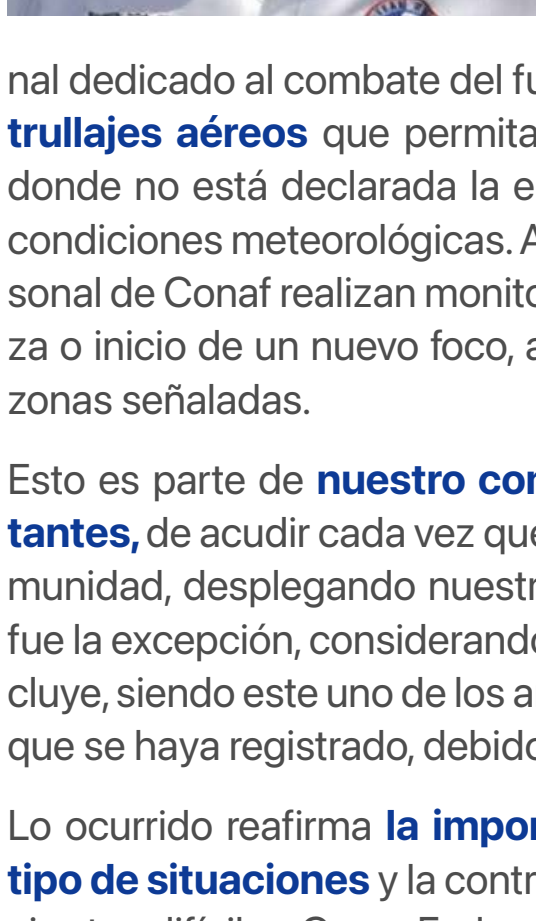 nal dedicado al combate del fu
trullajes aéreos que permita
donde no está declarada la e
condiciones meteorológicas. A
sonal de Conaf realizan monito
za o inicio de un nuevo foco, a
zonas señaladas.
Esto es parte de nuestro con
tantes, de acudir cada vez que
munidad, desplegando nuestr
fue la excepción, considerando
cluye, siendo este uno de los a
que se haya registrado, debido
Lo ocurrido reafirma la impor
tipo de situaciones y la contr